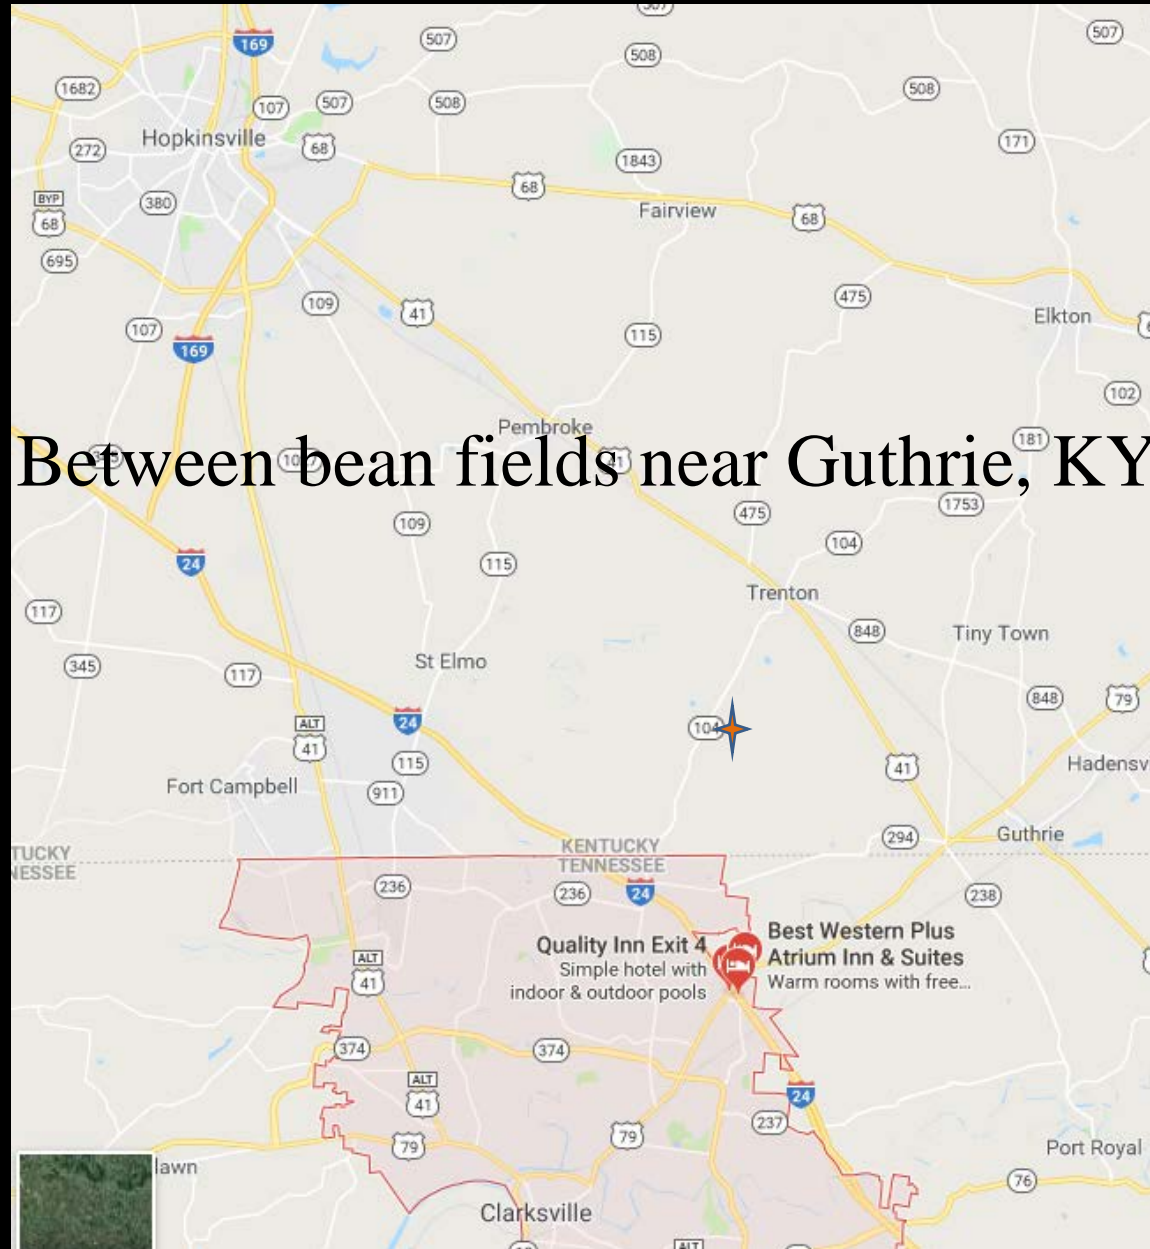 507
169
507
507
508
1682
107
507
508
508
Hopkinsville
68
171
272
1843
BYP
68
380
68
Fairview
68
695
109
41
475
107
115
Elkton
169
102
Pembroke
181
Between bean fields near Guthrie, KY
41
109
475
1753
104
24
115
Trenton
117
848
Tiny Town
345
117
St Elmo
848
79
ALT
41
24
104
115
41
Hadensv
Fort Campbell
911
294
Guthrie
TUCKY
NESSEE
KENTUCKY
TENNESSEE
236
236
24
238
Quality Inn Exit 4
Simple hotel with
indoor & outdoor pools
Best Western Plus
Atrium Inn & Suites
Warm rooms with free...
ALT
41
374
374
ALT
41
24
79
79
237
lawn
Port Royal
76
Clarksville
ALT